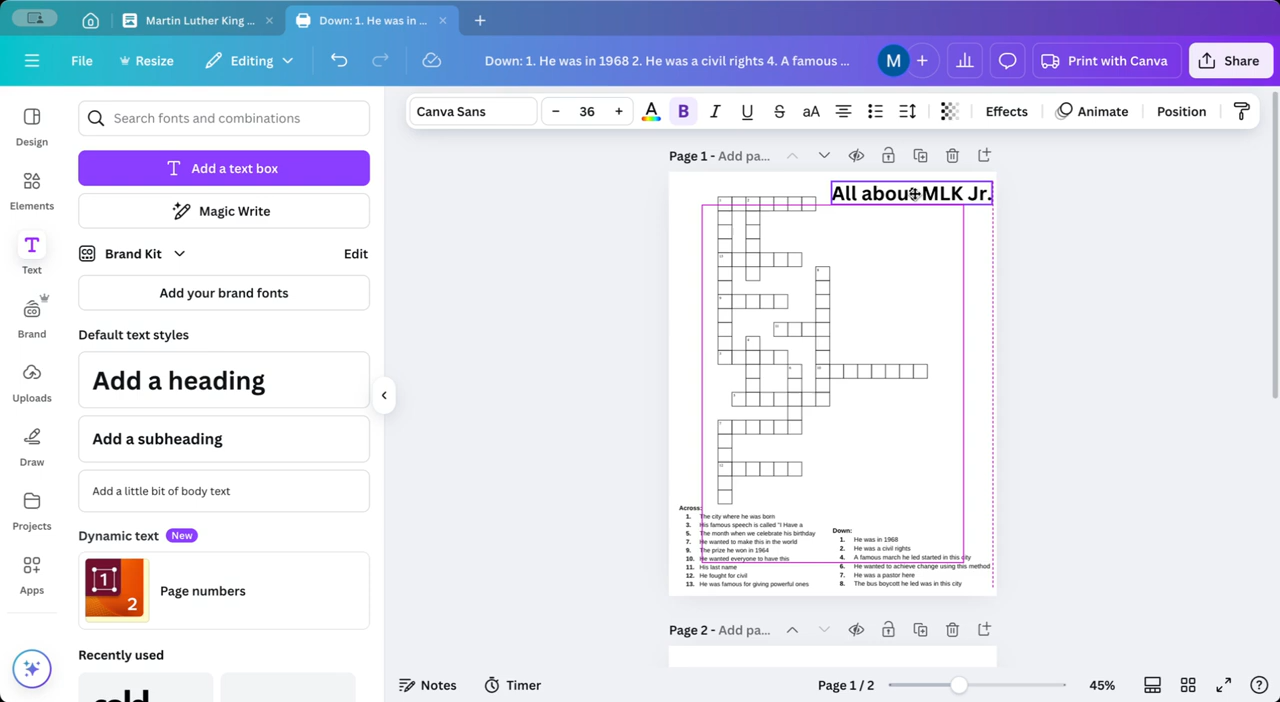 Martin Luther King ...
Down: 1. He was in ...
File
Resize
Editing
Down: 1. He was in 1968 2. He was a civil rights 4. A famous ...
M
Print with Canva
Share
Design
Elements
Text
Brand
Uploads
Draw
Projects
Apps
Search fonts and combinations
Add a text box
Magic Write
Brand Kit
Edit
Add your brand fonts
Default text styles
Add a heading
Add a subheading
Add a little bit of body text
Dynamic text New
1
2
Page numbers
Recently used
Canva Sans
36
A B I U S aA
Effects
Animate
Position
Page 1 - Add pa...
All about MLK Jr.
Across:
1. The city where he was born
3. His famous speech is called "I Have a
5. The month when we celebrate his birthday
7. He wanted to make this in the world
9. The prize he won in 1964
10. He wanted everyone to have this
11. His last name
12. He fought for civil
13. He was famous for giving powerful ones
Down:
1. He was in 1968
2. He was a civil rights
4. A famous march he led started in this city
6. He wanted to achieve change using this method
7. He was a pastor here
8. The bus boycott he led was in this city
Page 2 - Add pa...
Notes
Timer
Page 1 / 2
45%